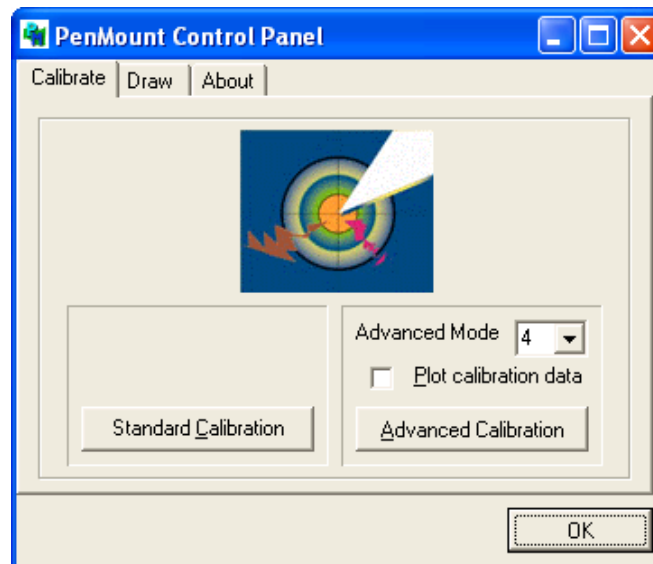 PenMount Control Panel
Calibrate Draw About
Advanced Mode 4
Plot calibration data
Standard Calibration Advanced Calibration
OK